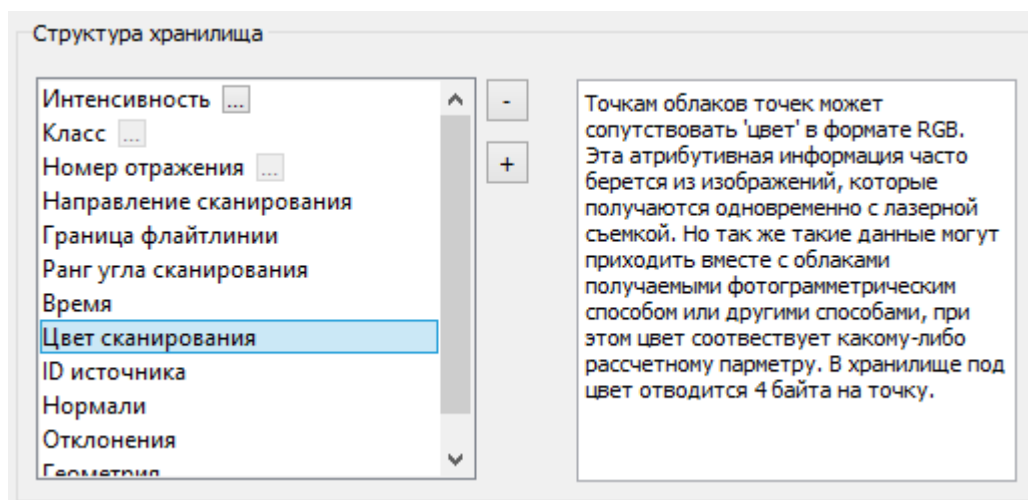 Структура хранилища
Интенсивность ...
Класс ...
Номер отражения ...
Направление сканирования
Граница флайтлинии
Ранг угла сканирования
Время
Цвет сканирования
ID источника
Нормали
Отклонения
Геометрия
-
+
Точкам облаков точек может
сопутствовать 'цвет' в формате RGB.
Эта атрибутивная информация часто
берется из изображений, которые
получаются одновременно с лазерной
съемкой. Но так же такие данные могут
приходить вместе с облаками
получаемыми фотограмметрическим
способом или другими способами, при
этом цвет соотвествует какому-либо
рассчетному парметру. В хранилище под
цвет отводится 4 байта на точку.